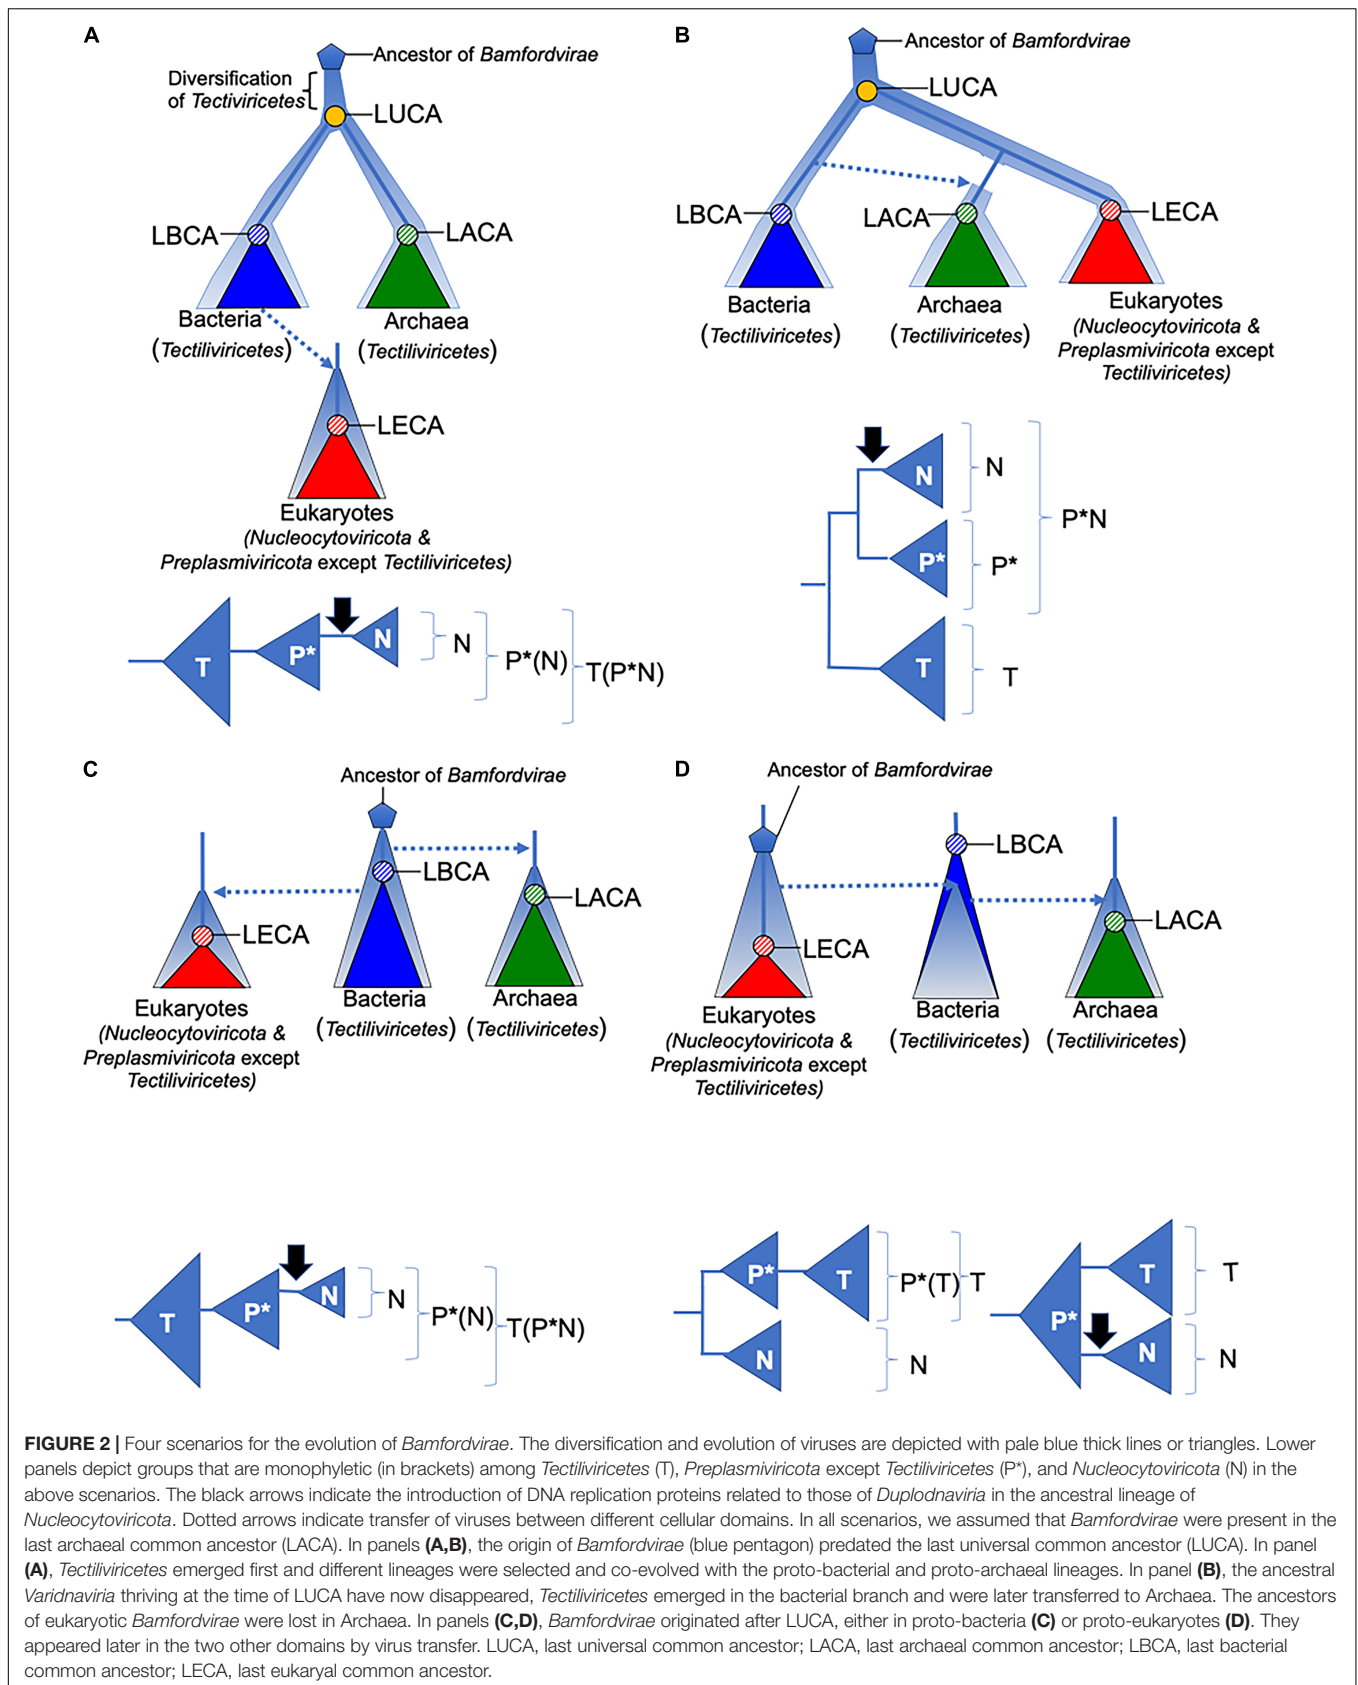 A
Ancestor of Bamfordvirae
Diversification
of Tectiviricetes
LUCA
LBCA
LACA
Bacteria
(Tectiliviricetes)
Archaea
(Tectiliviricetes)
LECA
Eukaryotes
(Nucleocytoviricota &
Preplasmiviricota except Tectiliviricetes)
T
P*
N
N
P*(N)
T(P*N)
B
Ancestor of Bamfordvirae
LUCA
LBCA
LACA
LECA
Bacteria
(Tectiliviricetes)
Archaea
(Tectiliviricetes)
Eukaryotes
(Nucleocytoviricota &
Preplasmiviricota except
Tectiliviricetes)
N
P*
T
N
P*
P*N
T
C
Ancestor of Bamfordvirae
LBCA
LACA
LECA
Eukaryotes
(Nucleocytoviricota &
Preplasmiviricota except
Tectiliviricetes)
Bacteria
(Tectiliviricetes)
Archaea
(Tectiliviricetes)
T
P*
N
N
P*(N)
T(P*N)
D
Ancestor of Bamfordvirae
LBCA
LACA
LECA
Eukaryotes
(Nucleocytoviricota &
Preplasmiviricota except
Tectiliviricetes)
Bacteria
(Tectiliviricetes)
Archaea
(Tectiliviricetes)
P*
T
N
P*(T)
T
N
P*
T
N
T
N
FIGURE 2 | Four scenarios for the evolution of Bamfordvirae. The diversification and evolution of viruses are depicted with pale blue thick lines or triangles. Lower
panels depict groups that are monophyletic (in brackets) among Tectiliviricetes (T), Preplasmiviricota except Tectiliviricetes (P*), and Nucleocytoviricota (N) in the
above scenarios. The black arrows indicate the introduction of DNA replication proteins related to those of Duplodnaviria in the ancestral lineage of
Nucleocytoviricota. Dotted arrows indicate transfer of viruses between different cellular domains. In all scenarios, we assumed that Bamfordvirae were present in the
last archaeal common ancestor (LACA). In panels (A,B), the origin of Bamfordvirae (blue pentagon) predated the last universal common ancestor (LUCA). In panel
(A), Tectiliviricetes emerged first and different lineages were selected and co-evolved with the proto-bacterial and proto-archaeal lineages. In panel (B), the ancestral
Varidnaviria thriving at the time of LUCA have now disappeared, Tectiliviricetes emerged in the bacterial branch and were later transferred to Archaea. The ancestors
of eukaryotic Bamfordvirae were lost in Archaea. In panels (C,D), Bamfordvirae originated after LUCA, either in proto-bacteria (C) or proto-eukaryotes (D). They
appeared later in the two other domains by virus transfer. LUCA, last universal common ancestor; LACA, last archaeal common ancestor; LBCA, last bacterial
common ancestor; LECA, last eukaryal common ancestor.